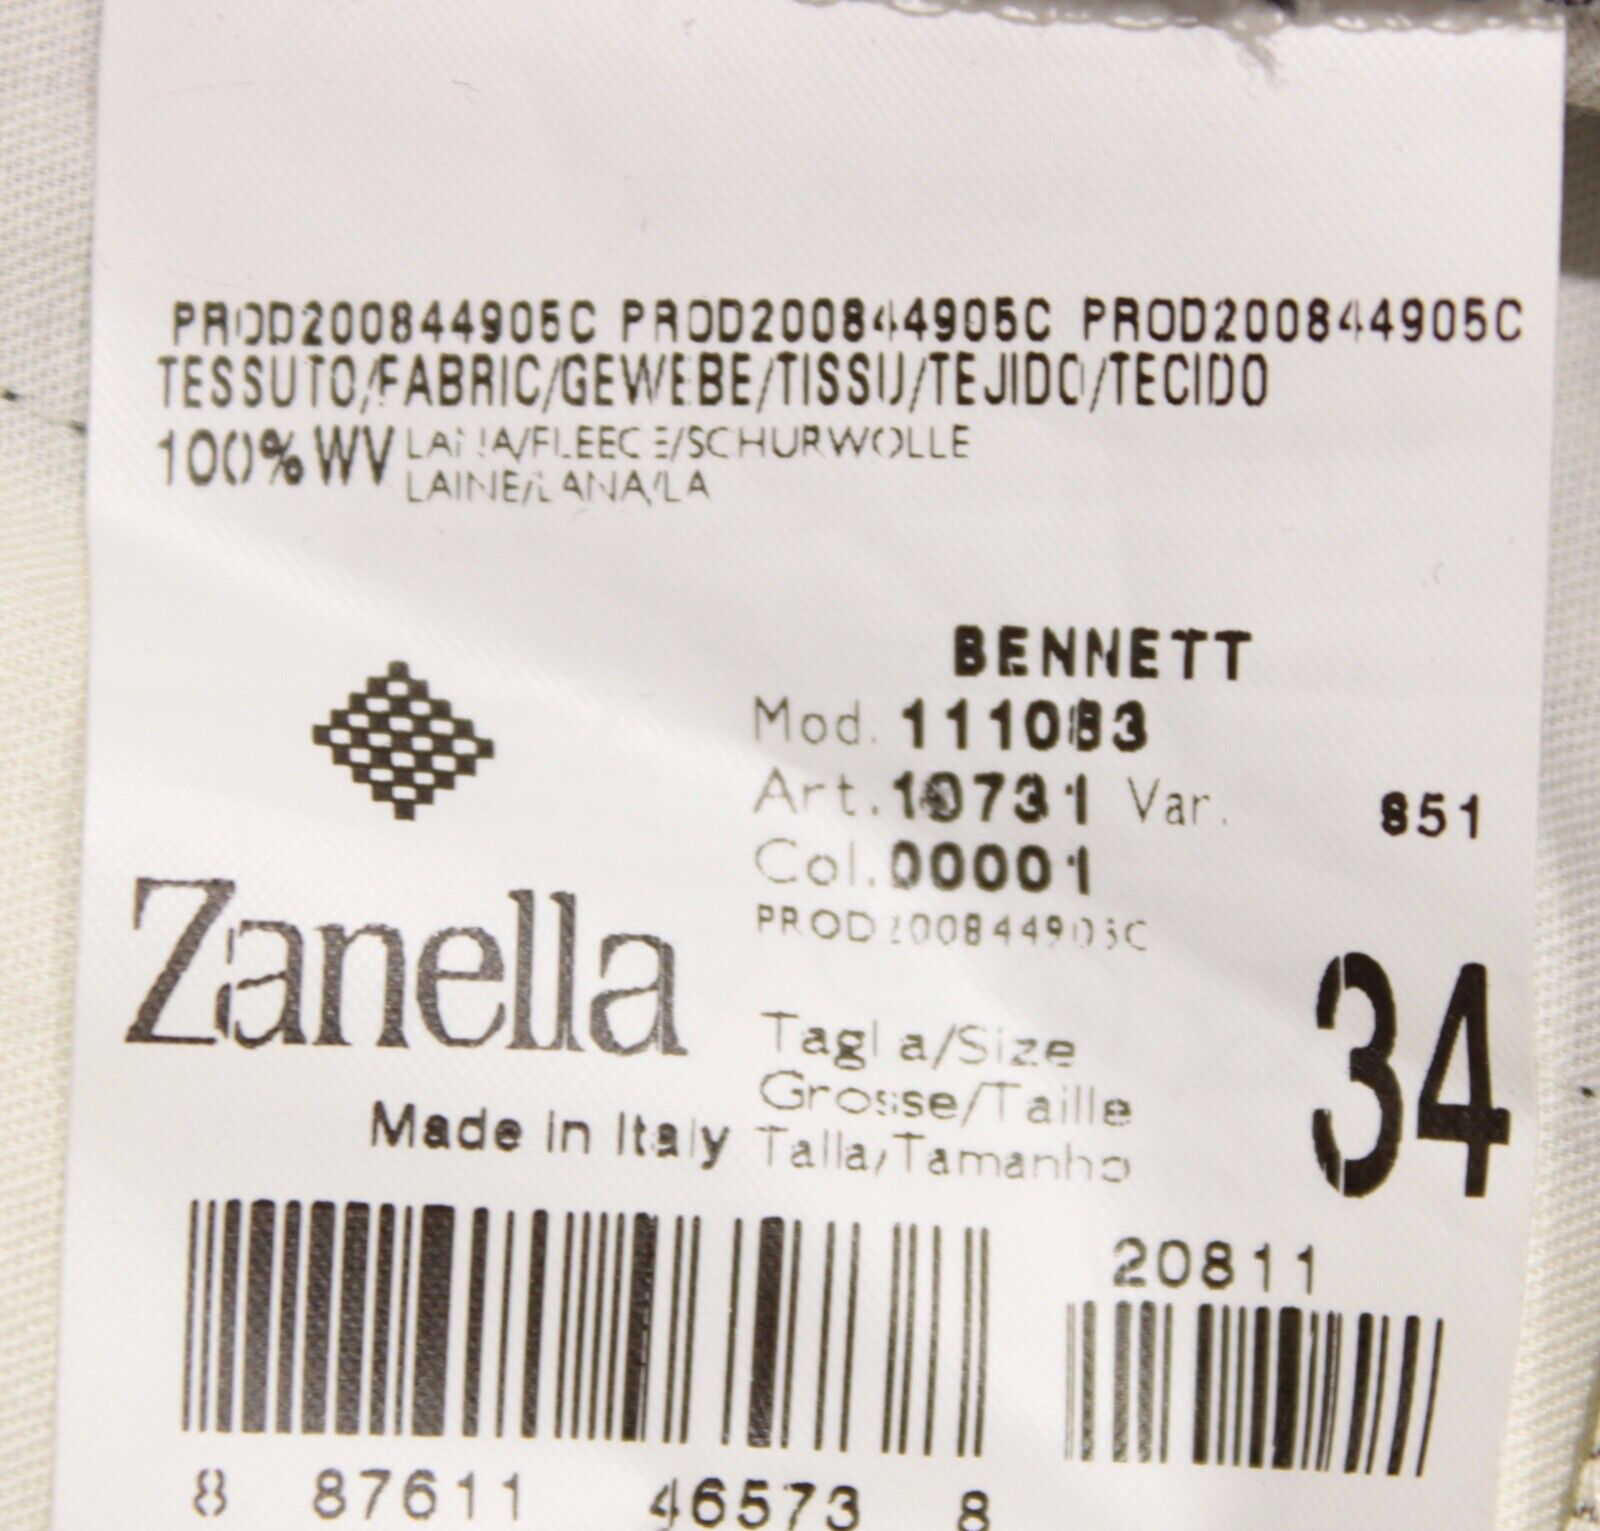 PROD200844905C PROD200844905C PROD200844905C
TESSUTO/FABRIC/GEWEBE/TISSU/TEJIDO/TECIDO
100% WV LANA/FLEECE/SCHURWOLLE
LAINE/LANA/LA
BENNETT
Mod. 111083
Art. 10731 Var. 851
Col. 00001
PROD200844905C
Zanella
Made in Italy
Taglia/Size
Grosse/Taille
Talla/Tamanho
34
20811
8 87611 46573 8